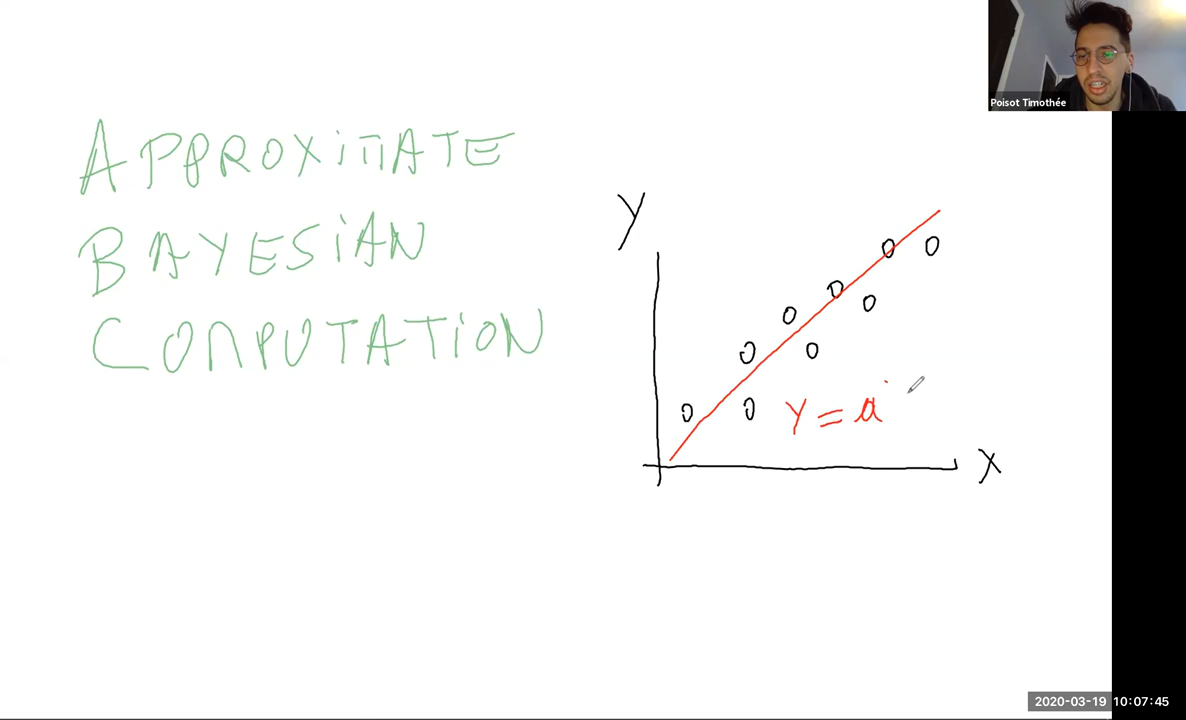 Poisot Timothée
APPROXIMATE
BAYESIAN
COMPUTATION
Y
Y = a
X
2020-03-19 10:07:45